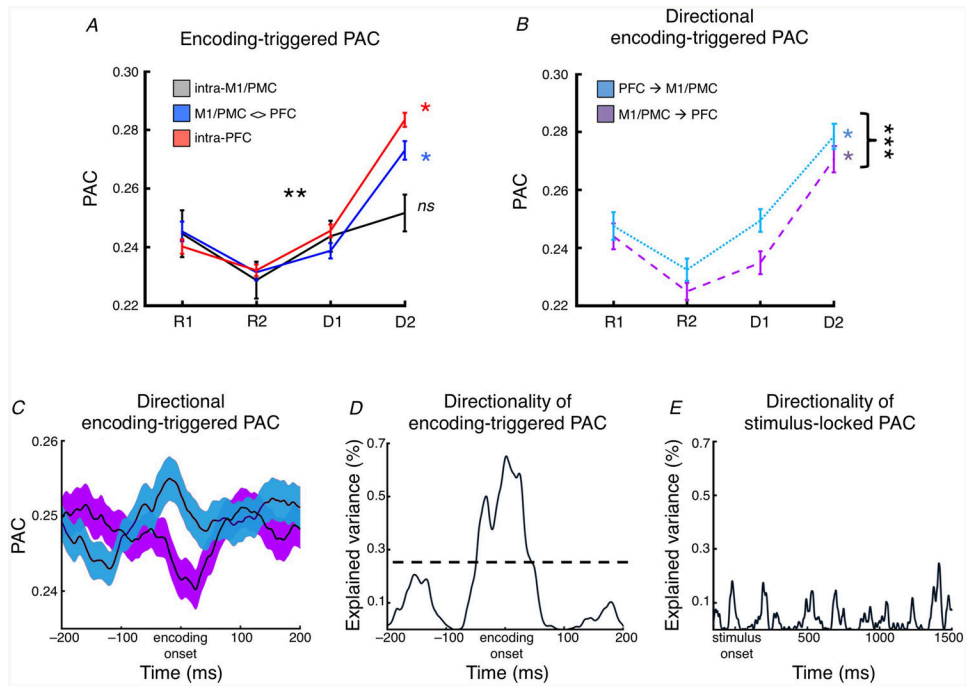 A
Encoding-triggered PAC
PAC
0.30
0.28
0.26
0.24
0.22
intra-M1/PMC
M1/PMC <> PFC
intra-PFC
**
*
*
ns
R1 R2 D1 D2
B
Directional
encoding-triggered PAC
PAC
0.30
0.28
0.26
0.24
0.22
PFC → M1/PMC
M1/PMC → PFC
*
*
***
R1 R2 D1 D2
C
Directional
encoding-triggered PAC
PAC
0.26
0.25
0.24
−200 −100 encoding 100 200
onset
Time (ms)
D
Directionality of
encoding-triggered PAC
Explained variance (%)
0.7
0.5
0.3
0.1
−200 −100 encoding 100 200
onset
Time (ms)
E
Directionality of
stimulus-locked PAC
Explained variance (%)
0.7
0.5
0.3
0.1
stimulus 500 1000 1500
onset
Time (ms)